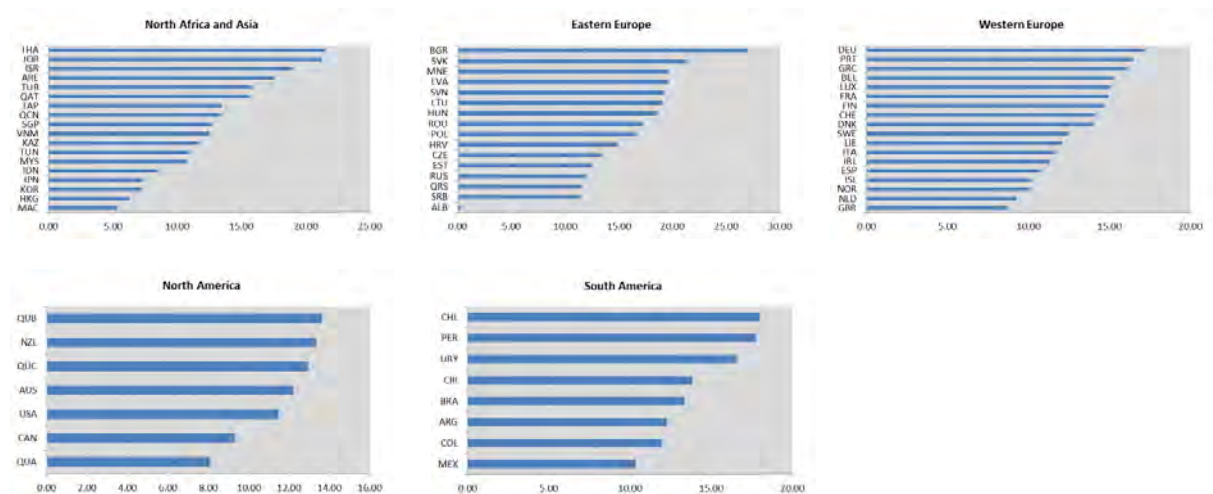 North Africa and Asia
THA
JOR
ISR
ARE
TUR
QAT
TAP
QCN
SGP
VNM
KAZ
TUN
MYS
IDN
JPN
KOR
HKG
MAC
0.00 5.00 10.00 15.00 20.00 25.00
Eastern Europe
BGR
SVK
MNE
LVA
SVN
LTU
HUN
ROU
POL
HRV
CZE
EST
RUS
QRS
SRB
ALB
0.00 5.00 10.00 15.00 20.00 25.00 30.00
Western Europe
DEU
PRT
GRC
BEL
LUX
FRA
FIN
CHE
DNK
SWE
LIE
ITA
IRL
ESP
ISL
NOR
NLD
GBR
0.00 5.00 10.00 15.00 20.00
North America
QUB
NZL
QUC
AUS
USA
CAN
QUA
0.00 2.00 4.00 6.00 8.00 10.00 12.00 14.00 16.00
South America
CHL
PER
URY
CRI
BRA
ARG
COL
MEX
0.00 5.00 10.00 15.00 20.00